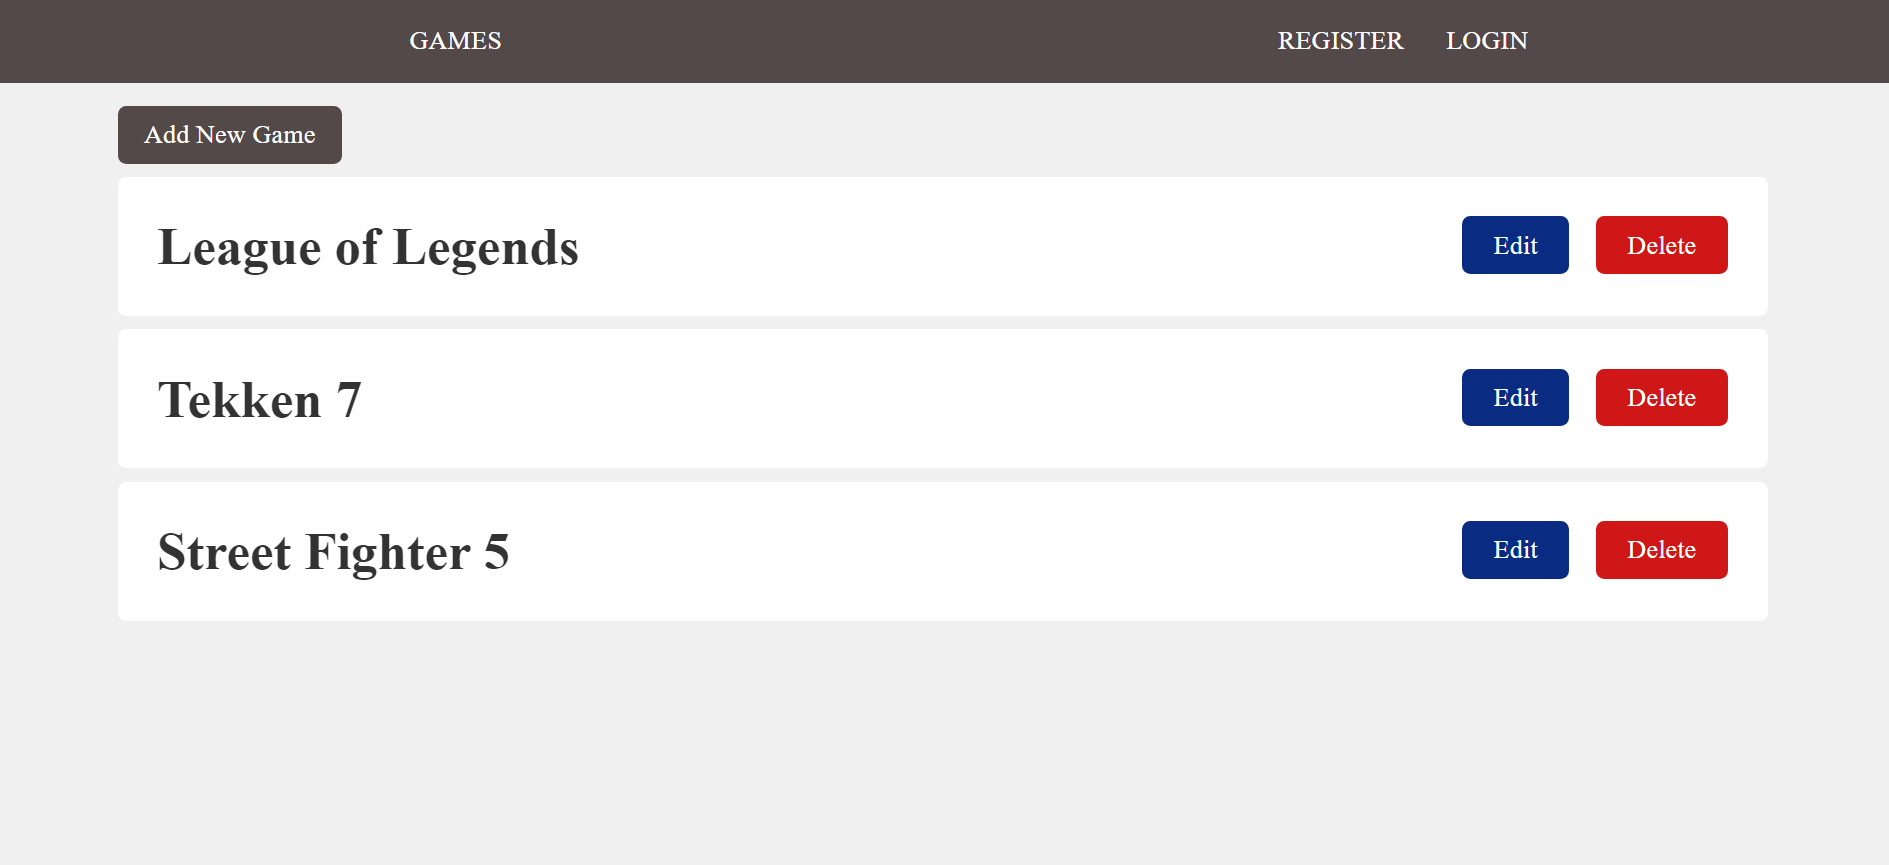 GAMES REGISTER LOGIN
Add New Game
League of Legends Edit Delete
Tekken 7 Edit Delete
Street Fighter 5 Edit Delete